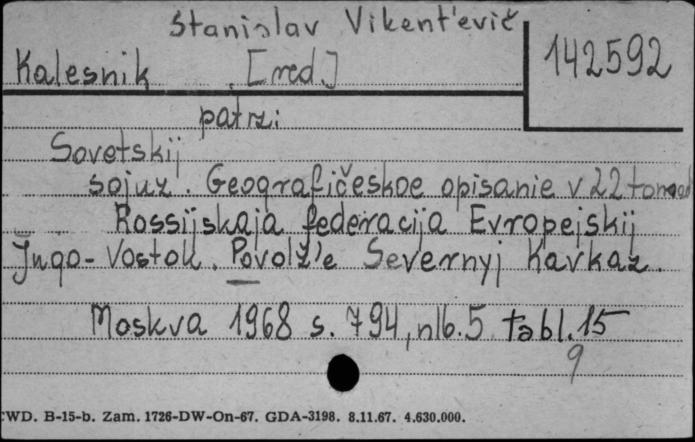 Stanislav Vikent'evič
142592
Kalesnik [red.]
patrz:
Sovetskij
sojuz. Geografičeskoe opisanie v 22 tomach
Rossijskaja federacija Evropejskij
Jugo-Vostok. Povolž'e Severnyj Kavkaz.
Moskva 1968 s. 794, nlb. 5 tabl. 15
9
CWD. B-15-b. Zam. 1726-DW-On-67. GDA-3198. 8.11.67. 4.630.000.